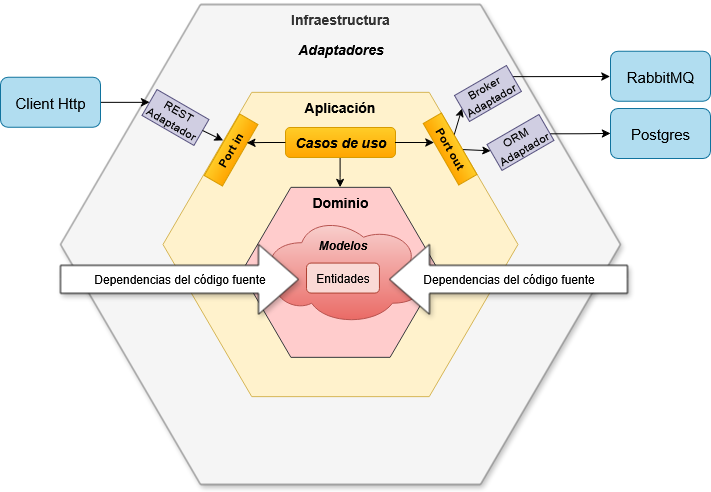 Infraestructura
Adaptadores
Client Http
REST
Adaptador
Broker
Adaptador
RabbitMQ
Aplicación
Port in
Casos de uso
Port out
ORM
Adaptador
Postgres
Dominio
Modelos
Dependencias del código fuente
Entidades
Dependencias del código fuente